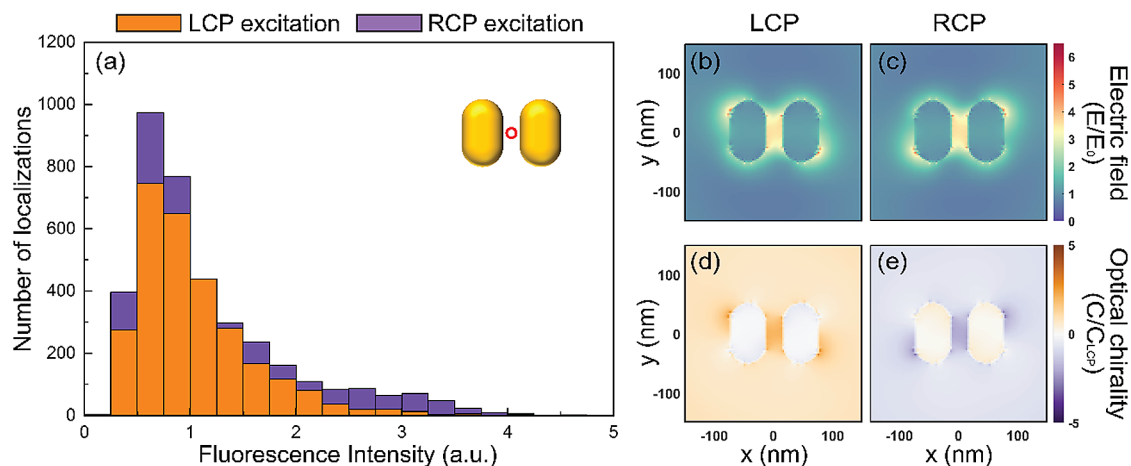 LCP excitation RCP excitation
(a)
1200
1000
800
600
400
200
0
Number of localizations
0 1 2 3 4 5
Fluorescence Intensity (a.u.)
LCP RCP
(b) (c)
100
0
-100
y (nm)
6
5
4
3
2
1
0
Electric field
(E/E0)
(d) (e)
100
0
-100
y (nm)
-100 0 100 -100 0 100
x (nm) x (nm)
5
0
-5
Optical chirality
(C/CLCP)